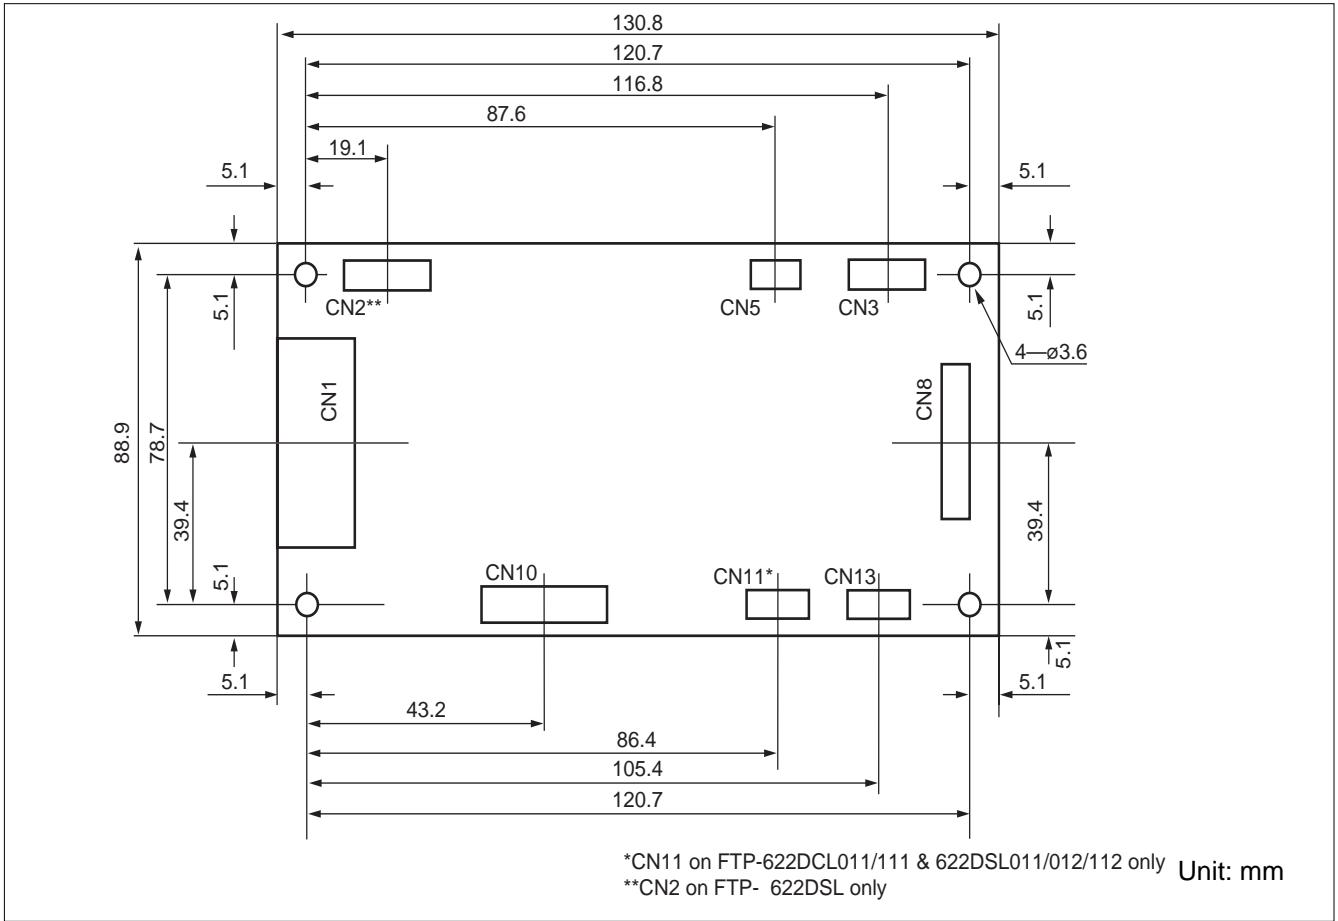 130.8
120.7
116.8
87.6
19.1
5.1
5.1
5.1
5.1
CN2**
CN5
CN3
4—ø3.6
CN1
CN8
88.9
78.7
39.4
39.4
5.1
CN10
CN11*
CN13
5.1
5.1
5.1
43.2
86.4
105.4
120.7
*CN11 on FTP-622DCL011/111 & 622DSL011/012/112 only
Unit: mm
**CN2 on FTP- 622DSL only